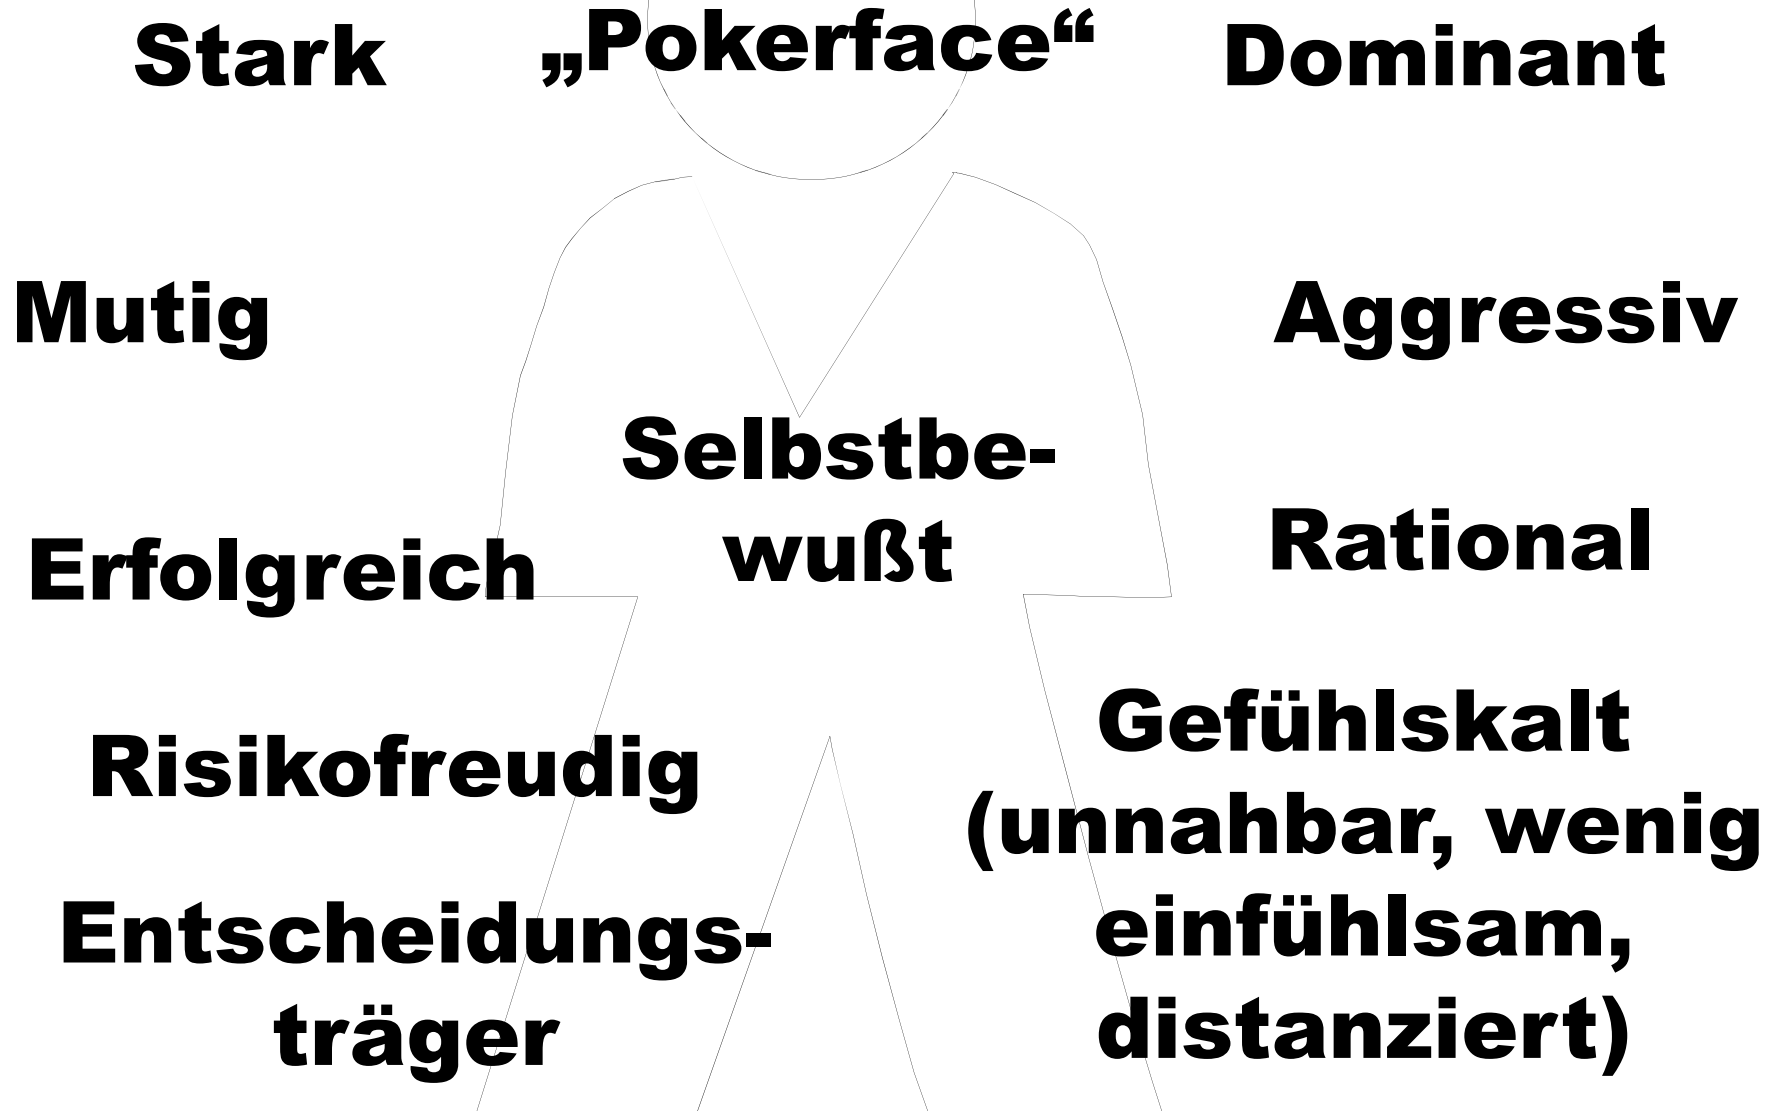 Stark
„Pokerface“
Dominant
Mutig
Aggressiv
Selbstbe-
wußt
Erfolgreich
Rational
Risikofreudig
Gefühlskalt
(unnahbar, wenig
einfühlsam,
distanziert)
Entscheidungs-
träger